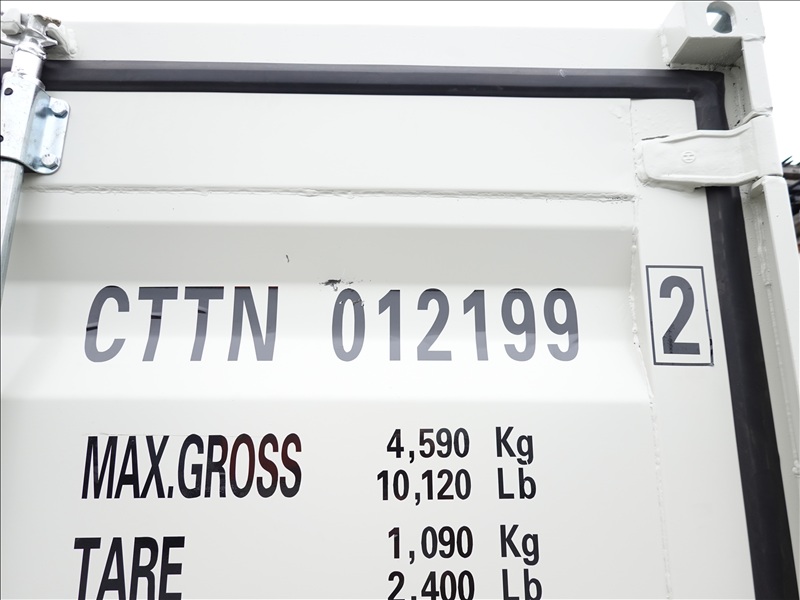 CTTN 012199 2
MAX.GROSS 4,590 Kg
10,120 Lb
TARE 1,090 Kg
2,400 Lb